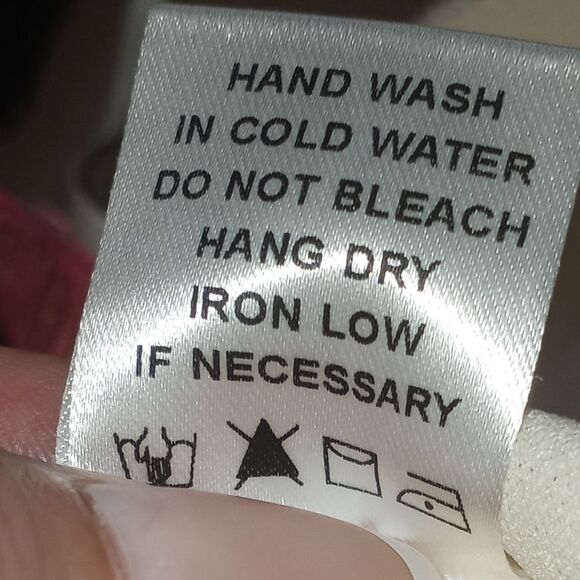 HAND WASH
IN COLD WATER
DO NOT BLEACH
HANG DRY
IRON LOW
IF NECESSARY